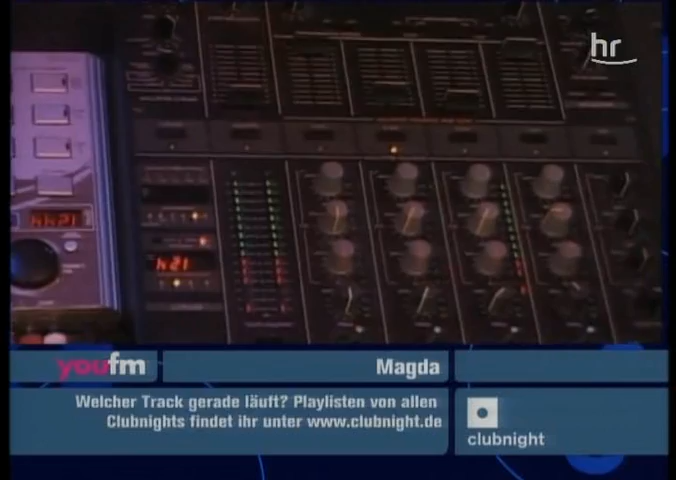 hr
youfm
Magda
Welcher Track gerade läuft? Playlisten von allen
Clubnights findet ihr unter www.clubnight.de
clubnight